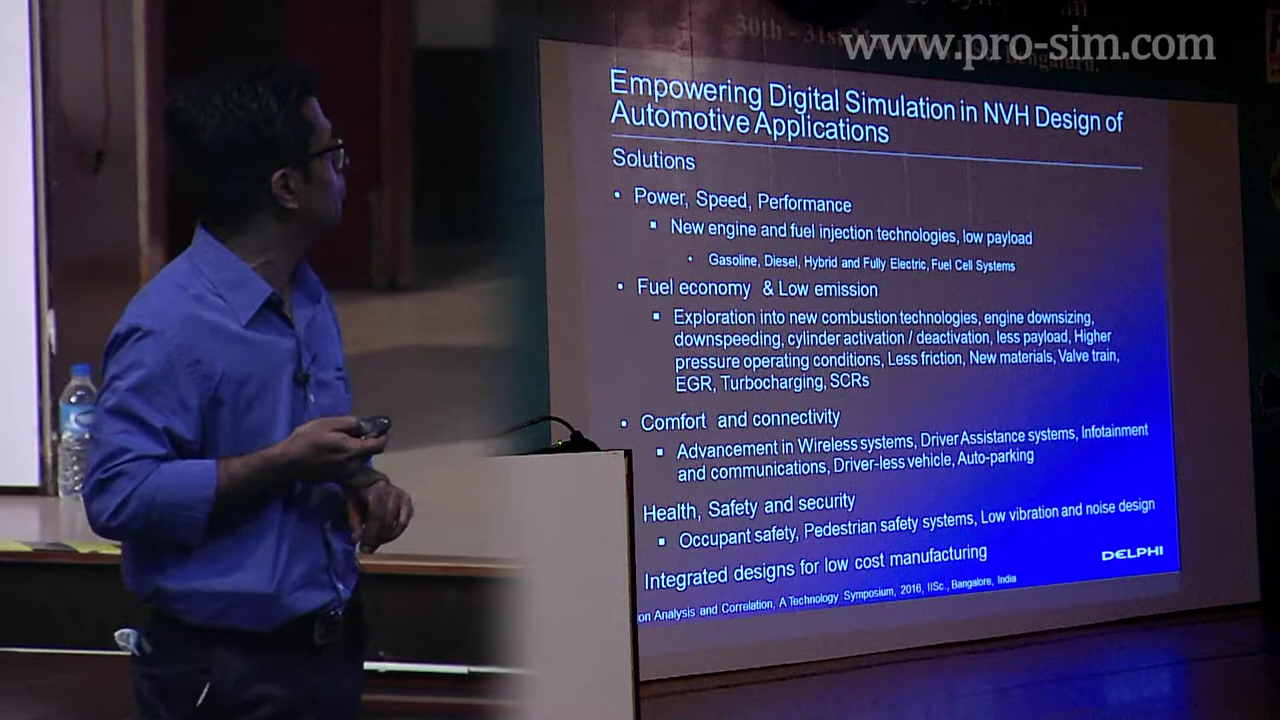 30th - 31st
www.pro-sim.com
Empowering Digital Simulation in NVH Design of
Automotive Applications
Solutions
• Power, Speed, Performance
▪ New engine and fuel injection technologies, low payload
• Gasoline, Diesel, Hybrid and Fully Electric, Fuel Cell Systems
• Fuel economy & Low emission
▪ Exploration into new combustion technologies, engine downsizing,
downspeeding, cylinder activation / deactivation, less payload, Higher
pressure operating conditions, Less friction, New materials, Valve train,
EGR, Turbocharging, SCRs
• Comfort and connectivity
▪ Advancement in Wireless systems, Driver Assistance systems, Infotainment
and communications, Driver-less vehicle, Auto-parking
Health, Safety and security
▪ Occupant safety, Pedestrian safety systems, Low vibration and noise design
Integrated designs for low cost manufacturing
DELPHI
on Analysis and Correlation, A Technology Symposium, 2016, IISc., Bangalore, India